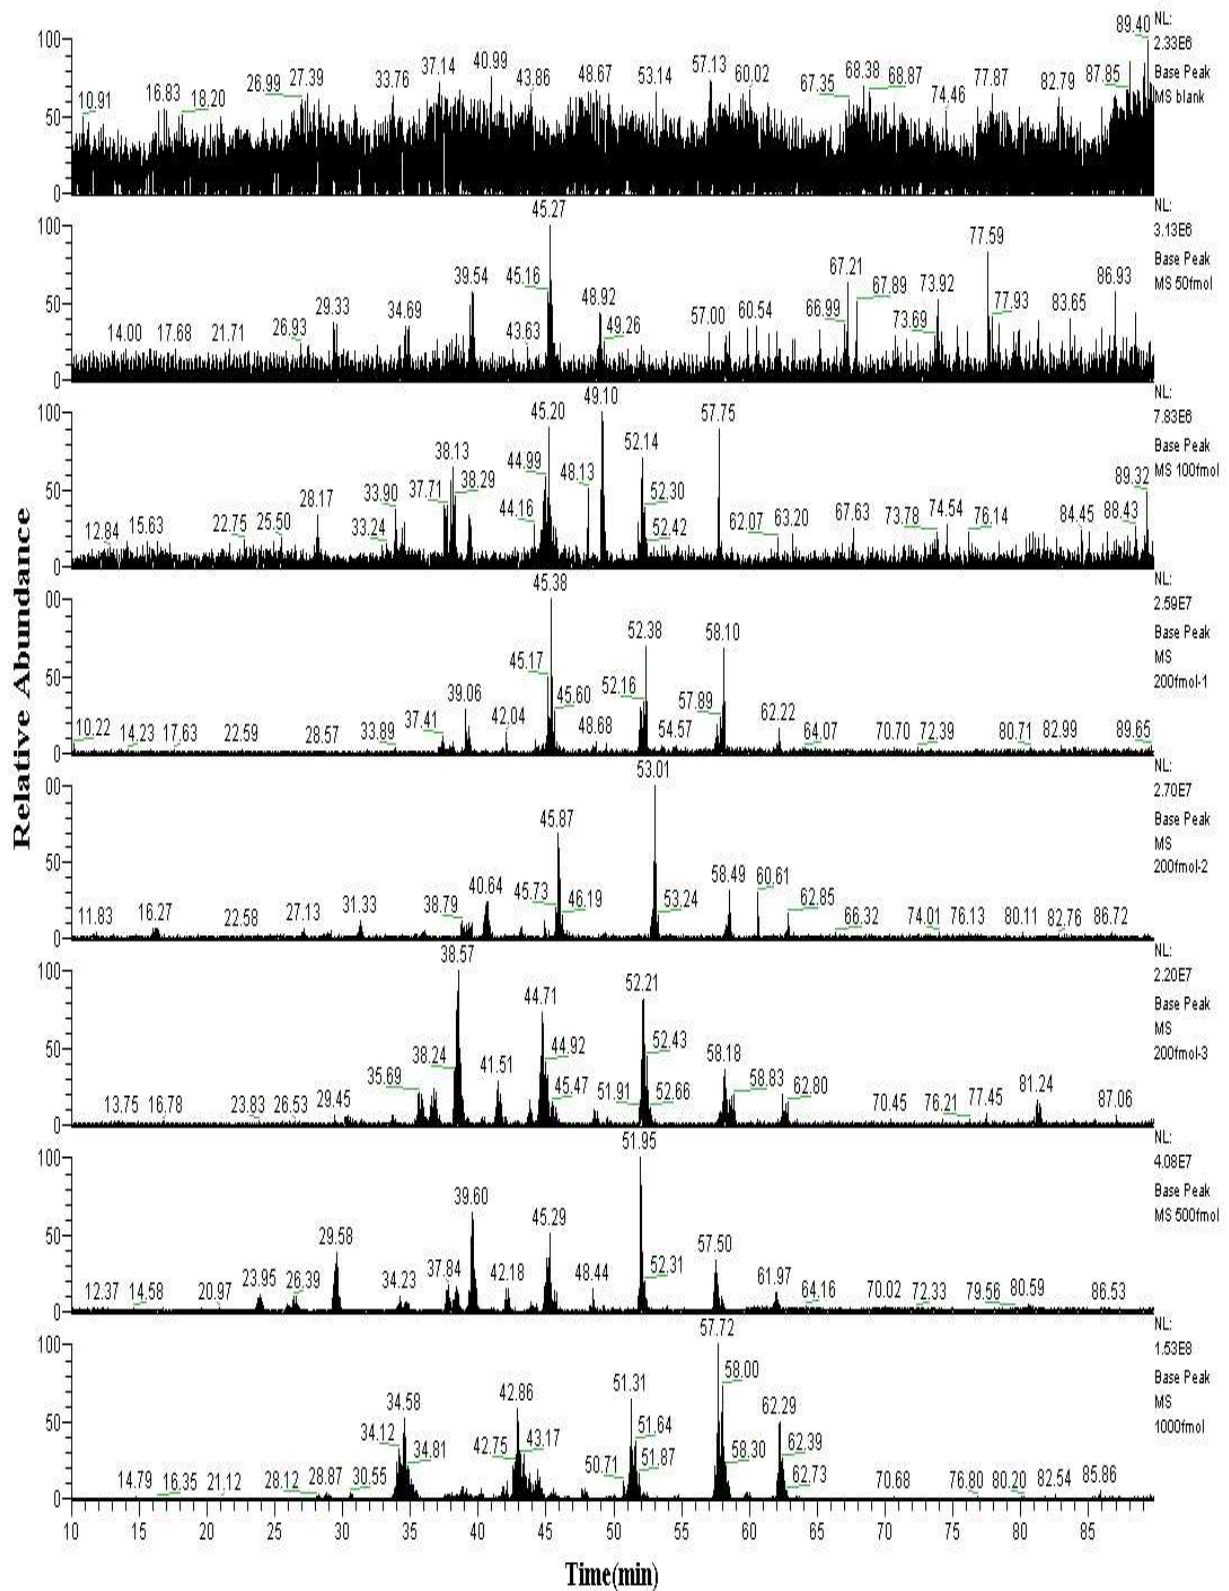 89.40
NL:
100
2.33E6
27.39 33.76 37.14 40.99 43.86 48.67 53.14 57.13 60.02 67.35 68.38 68.87 77.87 82.79 87.85
Base Peak
10.91 16.83 18.20 26.99 74.46
MS blank
50
0
45.27
NL:
100
3.13E6
77.59
Base Peak
39.54 45.16 67.21 67.89 73.92 86.93
MS 50fmol
50
29.33 34.69 48.92 66.99 77.93 83.65
14.00 17.68 21.71 26.93 43.63 49.26 57.00 60.54 73.69
0
49.10
NL:
100
7.83E6
45.20 57.75
Base Peak
38.13 52.14
MS 100fmol
44.99 48.13 89.32
50
37.71 38.29
28.17 33.90 44.16 52.30 67.63 74.54 88.43
12.84 15.63 22.75 25.50 33.24 52.42 62.07 63.20 73.78 76.14 84.45
0
45.38
NL:
00
2.59E7
52.38 58.10
Base Peak
45.17
MS
50
200fmol-1
39.06 45.60 52.16 57.89
10.22 14.23 17.63 22.59 28.57 33.89 37.41 42.04 48.68 54.57 62.22 64.07 70.70 72.39 80.71 82.99 89.65
0
53.01
NL:
00
2.70E7
45.87
Base Peak
MS
50
200fmol-2
40.64 45.73 58.49 60.61
11.83 16.27 22.58 27.13 31.33 38.79 46.19 53.24 62.85 66.32 74.01 76.13 80.11 82.76 86.72
0
38.57
NL:
100
2.20E7
44.71 52.21
Base Peak
MS
50
200fmol-3
38.24 44.92 52.43 58.18
35.69 41.51 45.47 51.91 52.66 58.83 62.80 81.24
13.75 16.78 23.83 26.53 29.45 70.45 76.21 77.45 87.06
0
51.95
NL:
100
4.08E7
39.60
Base Peak
MS 500fmol
50
29.58 45.29 57.50
23.95 26.39 34.23 37.84 42.18 48.44 52.31 61.97
12.37 14.58 20.97 64.16 70.02 72.33 79.56 80.59 86.53
0
57.72
NL:
100
1.53E8
51.31 58.00
Base Peak
MS
50
1000fmol
34.58 42.86 62.29
34.12 34.81 42.75 43.17 50.71 51.64 51.87 58.30 62.39
14.79 16.35 21.12 28.12 28.87 30.55 62.73 70.68 76.80 80.20 82.54 85.86
0
10 15 20 25 30 35 40 45 50 55 60 65 70 75 80 85
Time(min)
Relative Abundance